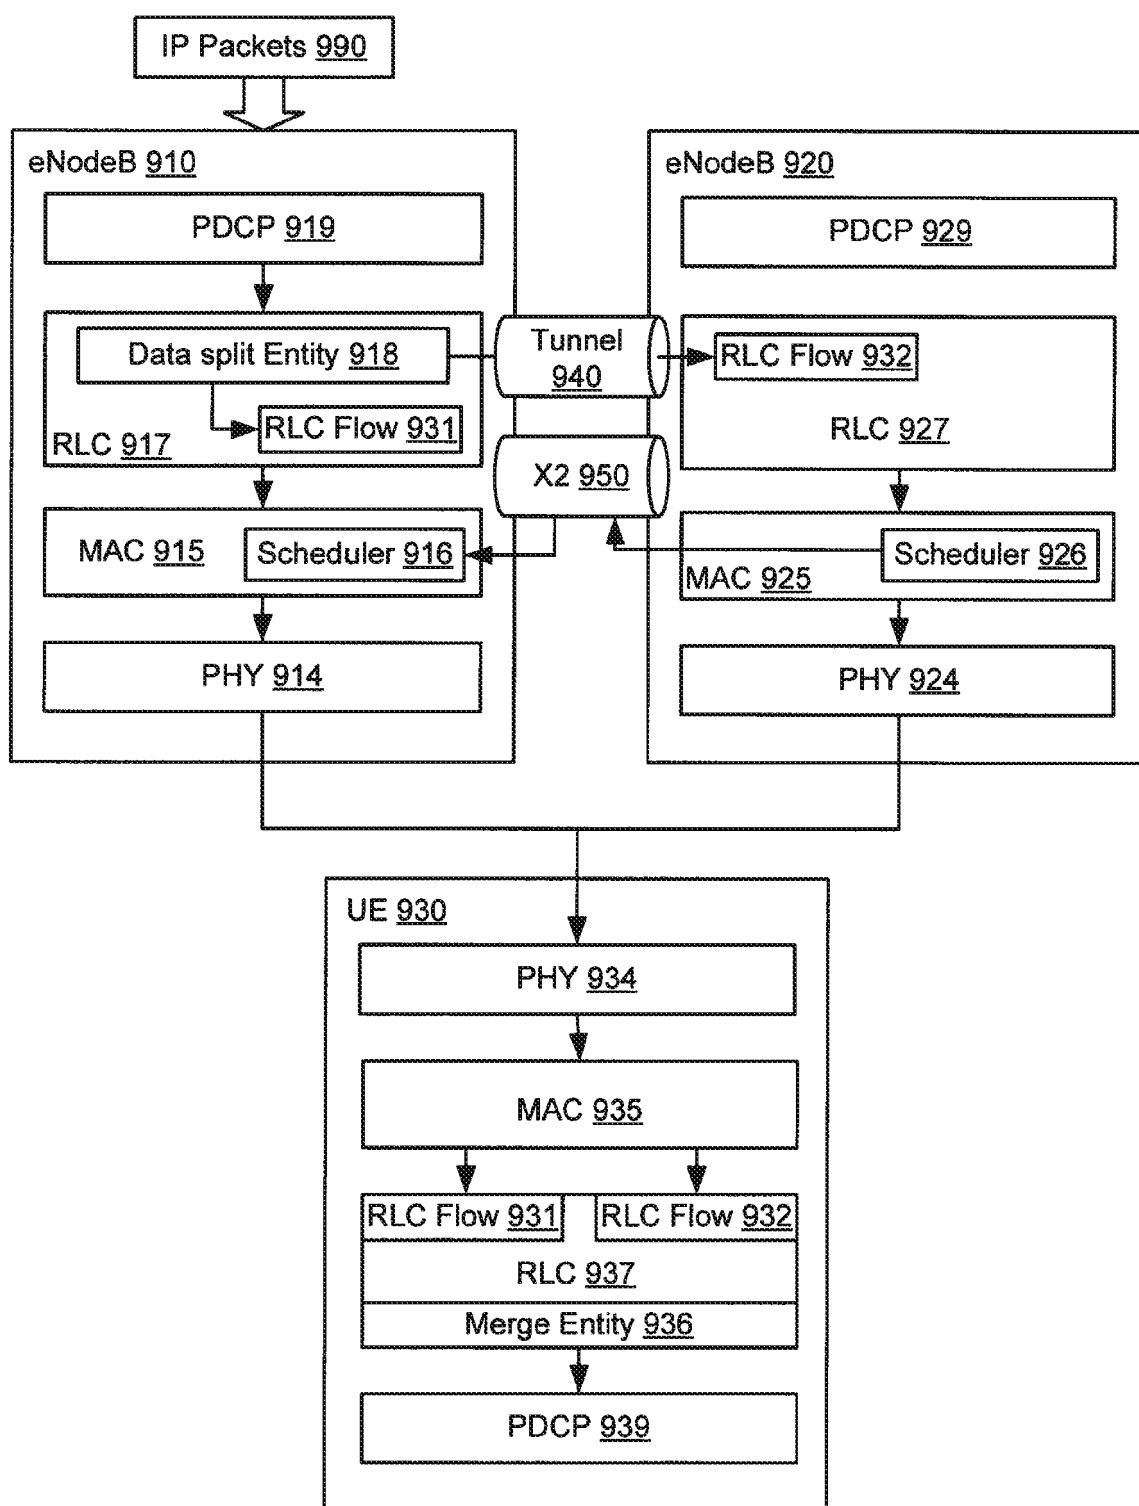 IP Packets 990
eNodeB 910
PDCP 919
Data split Entity 918
RLC Flow 931
RLC 917
MAC 915
Scheduler 916
PHY 914
Tunnel
940
X2 950
eNodeB 920
PDCP 929
RLC Flow 932
RLC 927
Scheduler 926
MAC 925
PHY 924
UE 930
PHY 934
MAC 935
RLC Flow 931
RLC Flow 932
RLC 937
Merge Entity 936
PDCP 939